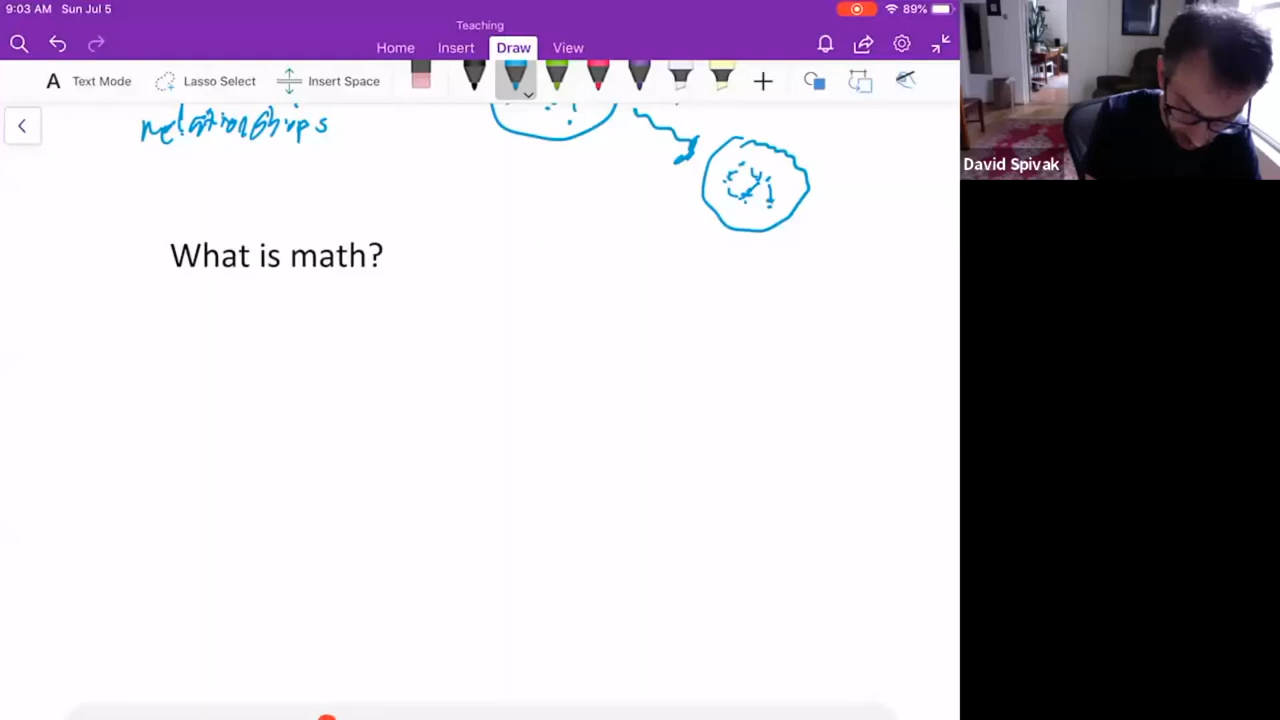 9:03 AM Sun Jul 5
89%
Teaching
Home Insert Draw View
A Text Mode Lasso Select Insert Space
relationships
What is math?
David Spivak